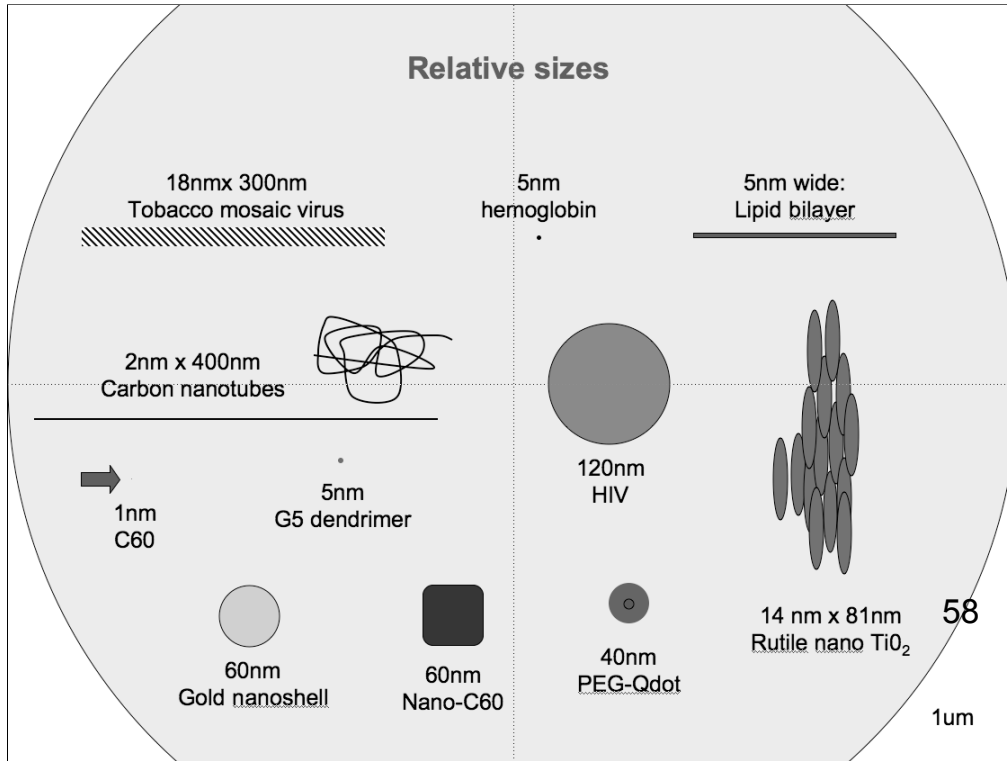 Relative sizes
18nmx 300nm
Tobacco mosaic virus
5nm
hemoglobin
5nm wide:
Lipid bilayer
2nm x 400nm
Carbon nanotubes
1nm
C60
5nm
G5 dendrimer
120nm
HIV
60nm
Gold nanoshell
60nm
Nano-C60
40nm
PEG-Qdot
14 nm x 81nm
Rutile nano Ti0₂
58
1um